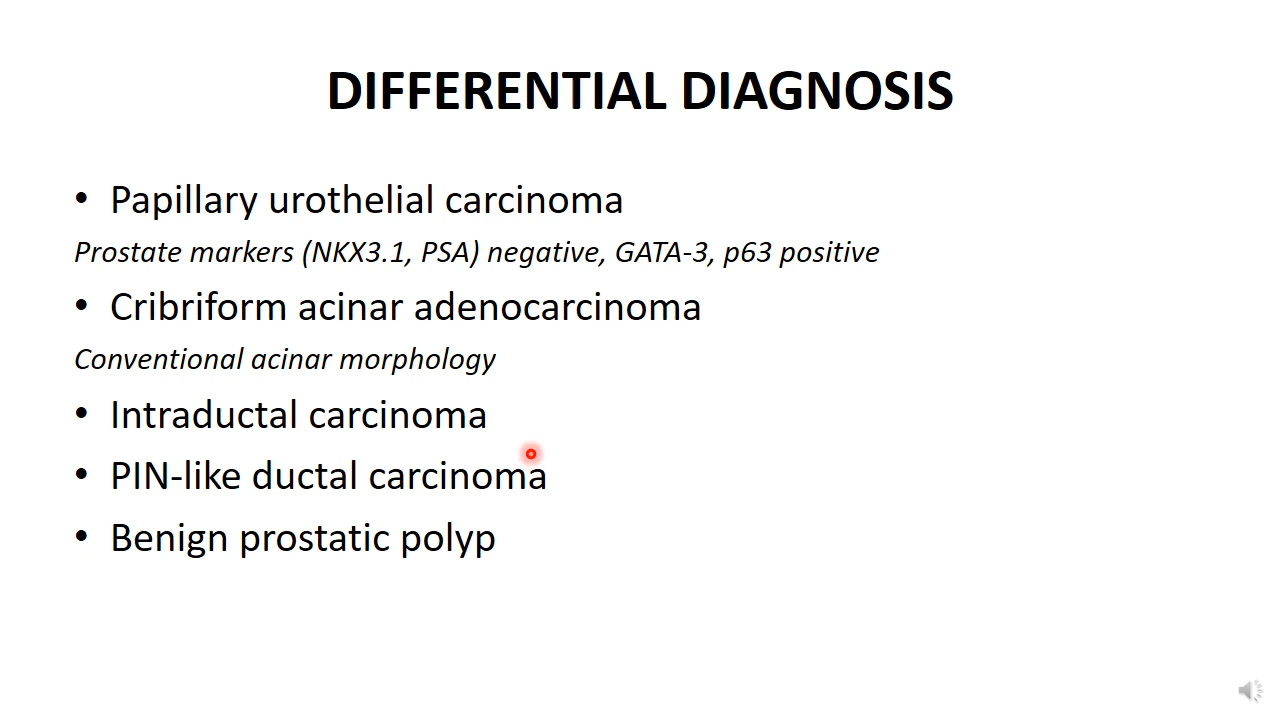 DIFFERENTIAL DIAGNOSIS
• Papillary urothelial carcinoma
Prostate markers (NKX3.1, PSA) negative, GATA-3, p63 positive
• Cribriform acinar adenocarcinoma
Conventional acinar morphology
• Intraductal carcinoma
• PIN-like ductal carcinoma
• Benign prostatic polyp